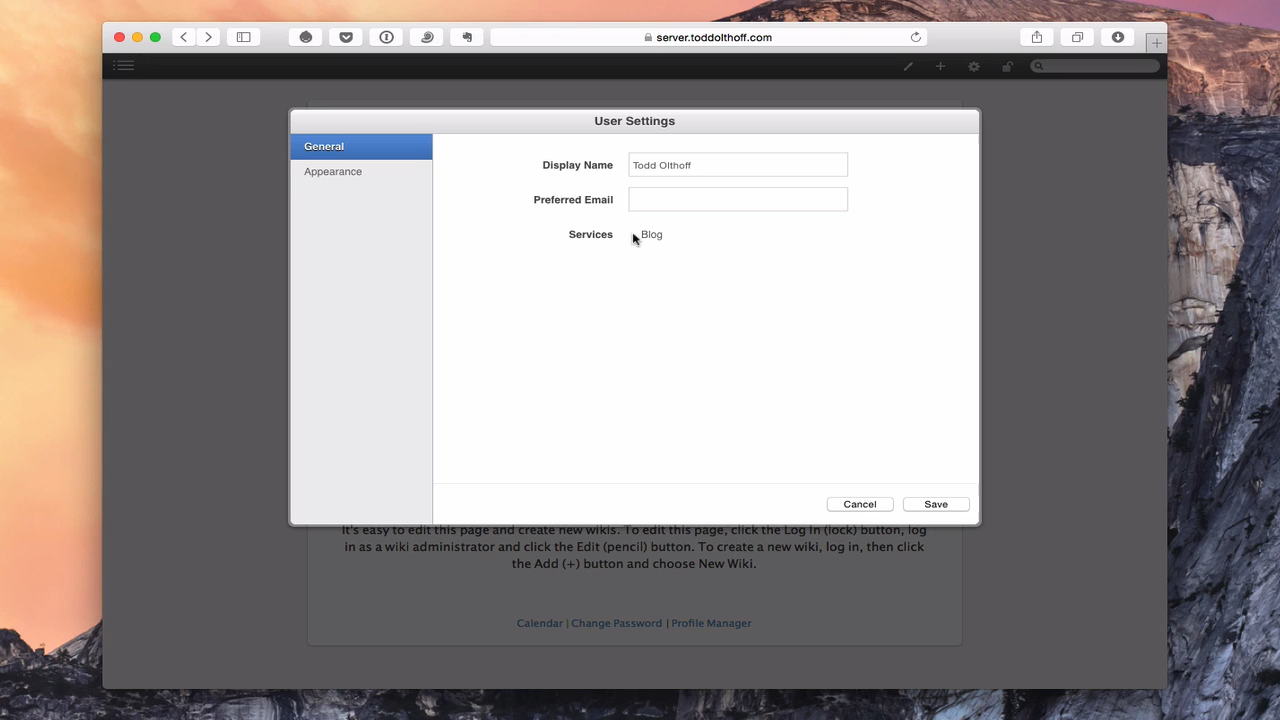 server.toddolthoff.com
User Settings
General
Appearance
Display Name
Todd Olthoff
Preferred Email
Services
Blog
Cancel
Save
It's easy to edit this page and create new wikis. To edit this page, click the Log In (lock) button, log
in as a wiki administrator and click the Edit (pencil) button. To create a new wiki, log in, then click
the Add (+) button and choose New Wiki.
Calendar | Change Password | Profile Manager